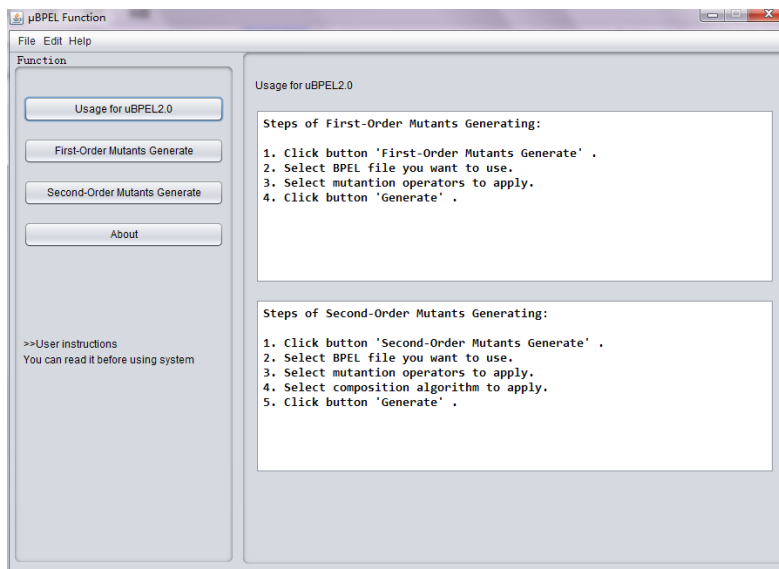 µBPEL Function
File Edit Help
Function
Usage for uBPEL2.0
First-Order Mutants Generate
Second-Order Mutants Generate
About
>>User instructions
You can read it before using system
Usage for uBPEL2.0
Steps of First-Order Mutants Generating:
1. Click button 'First-Order Mutants Generate' .
2. Select BPEL file you want to use.
3. Select mutantion operators to apply.
4. Click button 'Generate' .
Steps of Second-Order Mutants Generating:
1. Click button 'Second-Order Mutants Generate' .
2. Select BPEL file you want to use.
3. Select mutantion operators to apply.
4. Select composition algorithm to apply.
5. Click button 'Generate' .